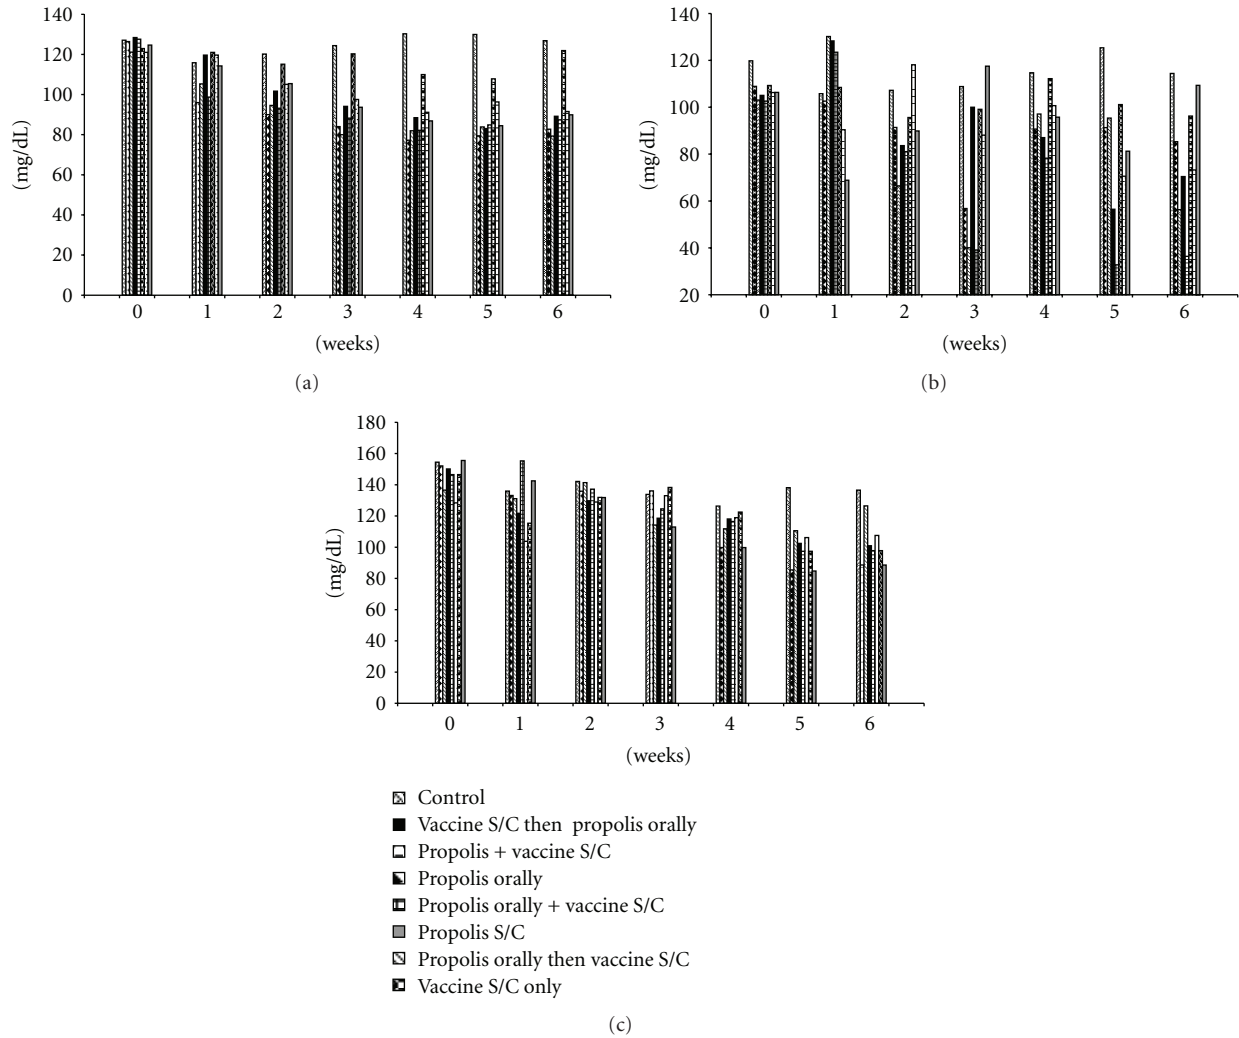 140
120
100
80
60
40
20
0
(mg/dL)
0 1 2 3 4 5 6
(weeks)
(a)
140
120
100
80
60
40
20
(mg/dL)
0 1 2 3 4 5 6
(weeks)
(b)
180
160
140
120
100
80
60
40
20
0
(mg/dL)
0 1 2 3 4 5 6
(weeks)
Control
Vaccine S/C then propolis orally
Propolis + vaccine S/C
Propolis orally
Propolis orally + vaccine S/C
Propolis S/C
Propolis orally then vaccine S/C
Vaccine S/C only
(c)